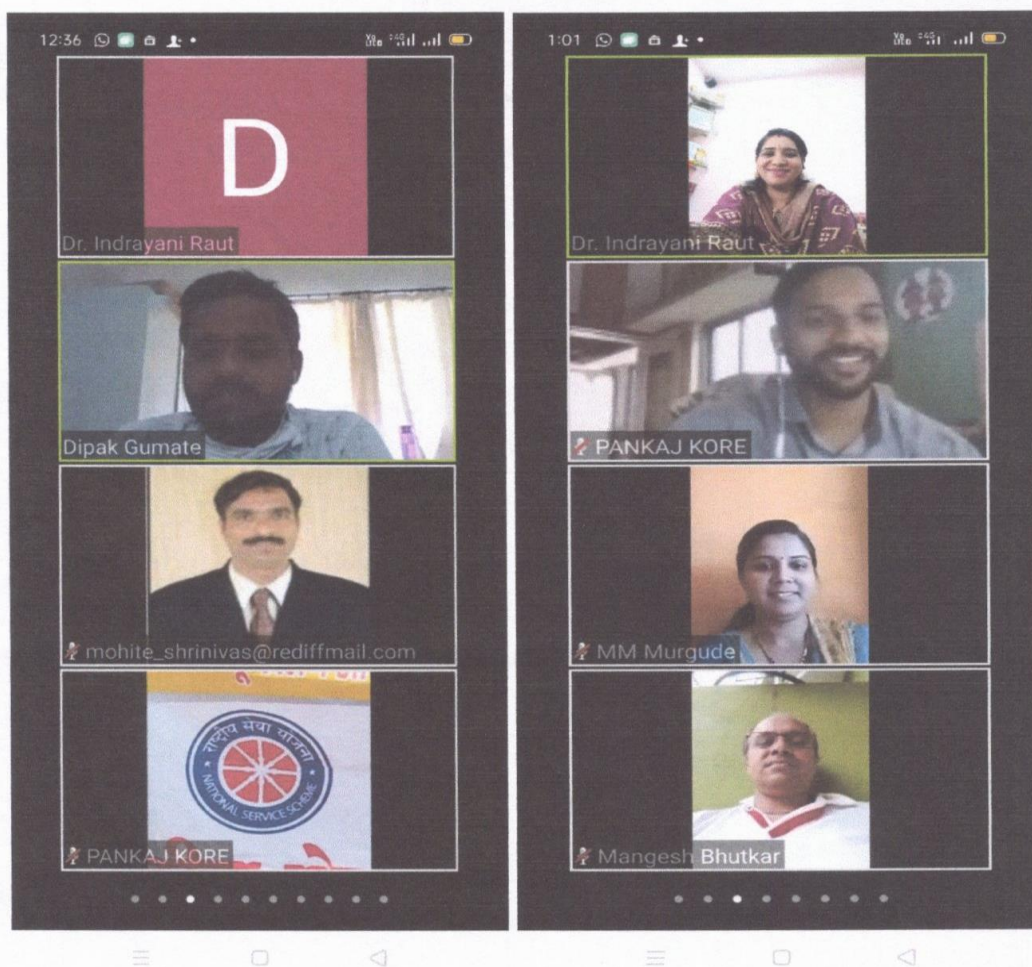 12:36
D
Dr. Indrayani Raut
Dipak Gumate
mohite_shrinivas@rediffmail.com
राष्ट्रीय सेवा योजना
NATIONAL SERVICE SCHEME
PANKAJ KORE
1:01
Dr. Indrayani Raut
PANKAJ KORE
MM Murgude
Mangesh Bhutkar